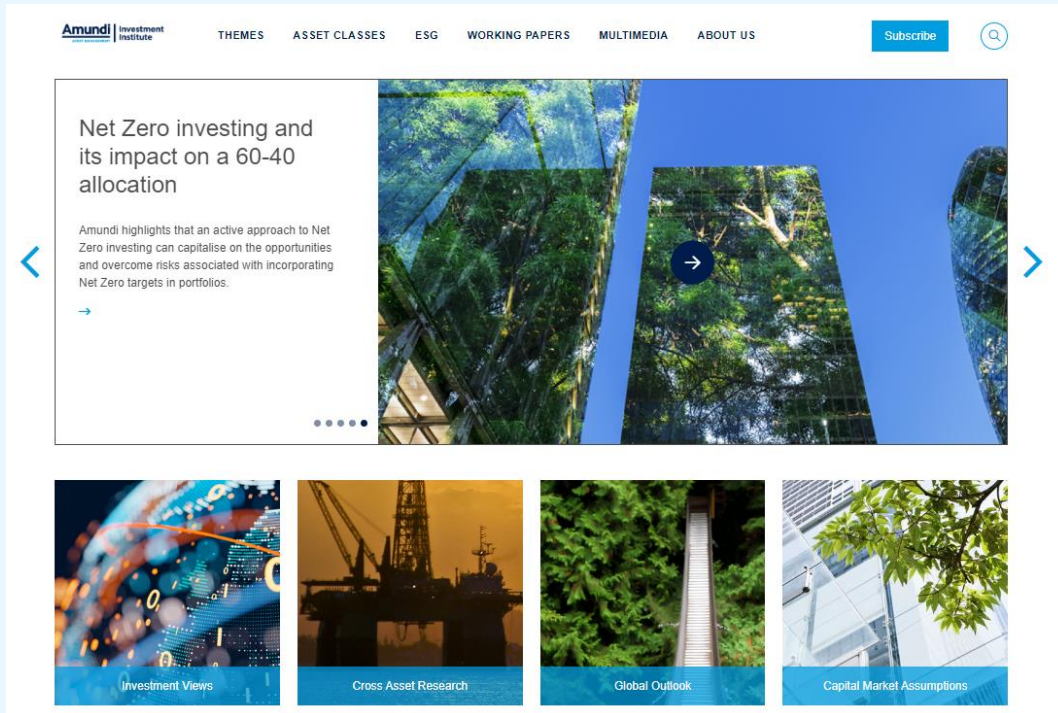 Amundi Investment
Institute
ASSET MANAGEMENT
THEMES ASSET CLASSES ESG WORKING PAPERS MULTIMEDIA ABOUT US
Subscribe
Net Zero investing and
its impact on a 60-40
allocation
Amundi highlights that an active approach to Net
Zero investing can capitalise on the opportunities
and overcome risks associated with incorporating
Net Zero targets in portfolios.
Investment Views
Cross Asset Research
Global Outlook
Capital Market Assumptions